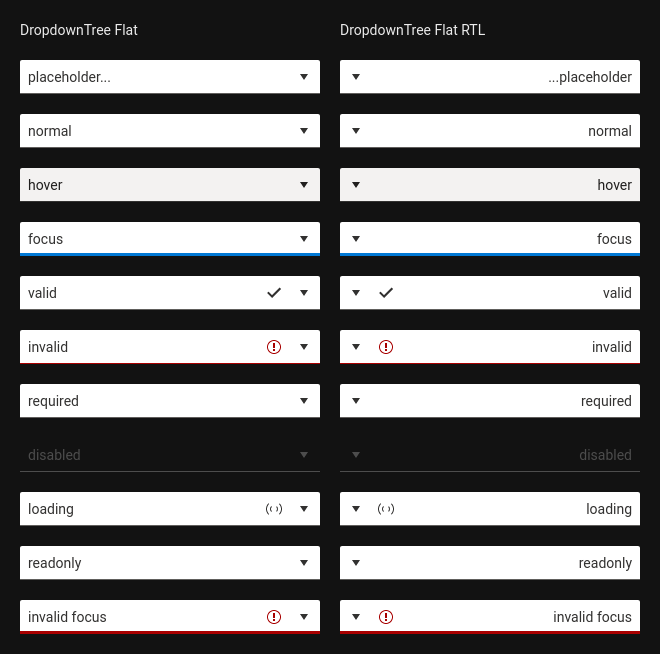 DropdownTree Flat
DropdownTree Flat RTL
placeholder...
...placeholder
normal
normal
hover
hover
focus
focus
valid
valid
invalid
invalid
required
required
disabled
disabled
loading
loading
readonly
readonly
invalid focus
invalid focus